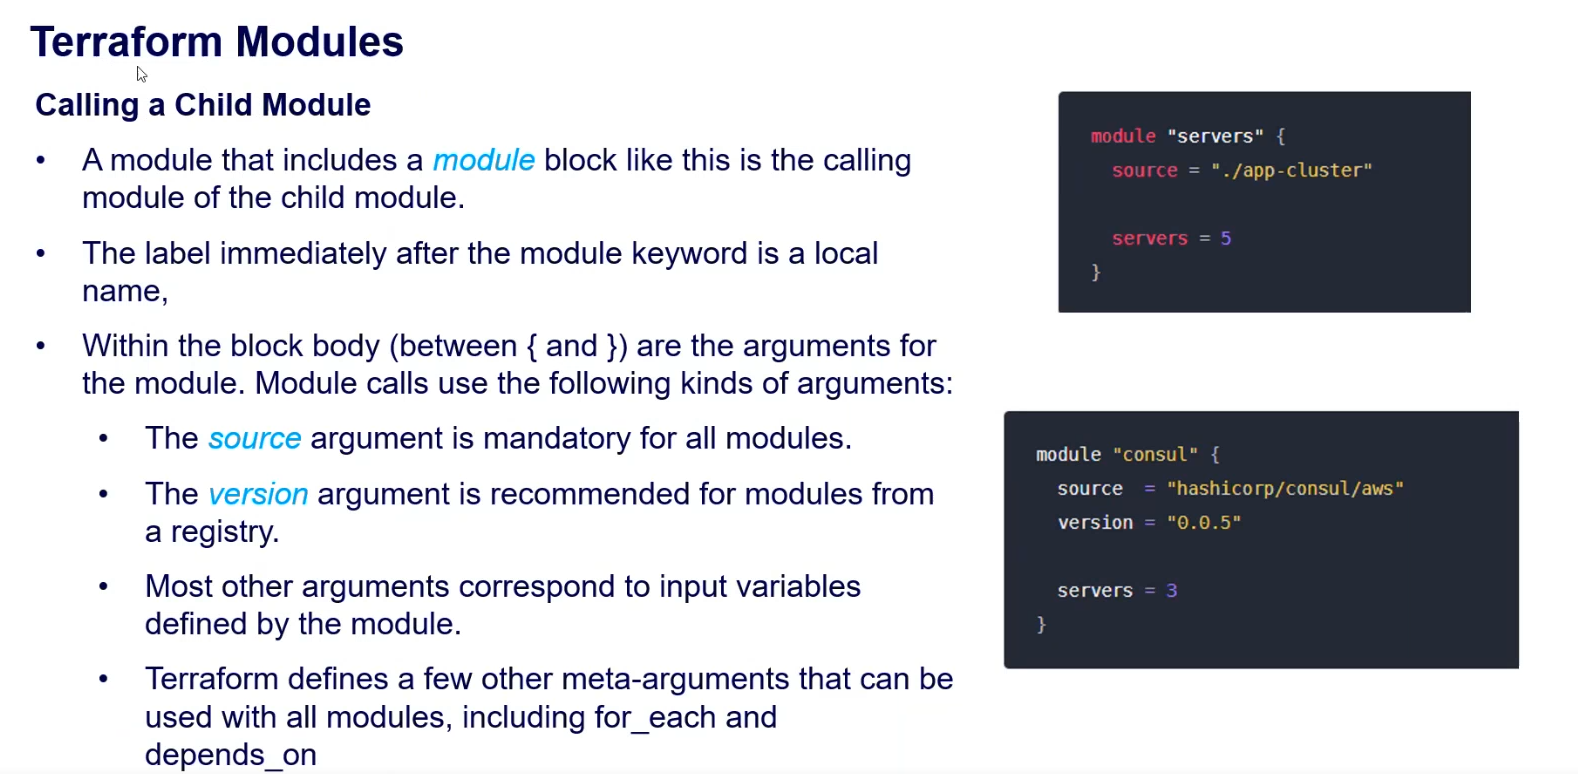 Terraform Modules
Calling a Child Module
• A module that includes a module block like this is the calling
module of the child module.
• The label immediately after the module keyword is a local
name,
• Within the block body (between { and }) are the arguments for
the module. Module calls use the following kinds of arguments:
• The source argument is mandatory for all modules.
• The version argument is recommended for modules from
a registry.
• Most other arguments correspond to input variables
defined by the module.
• Terraform defines a few other meta-arguments that can be
used with all modules, including for_each and
depends_on
module "servers" {
  source = "./app-cluster"

  servers = 5
}
module "consul" {
  source  = "hashicorp/consul/aws"
  version = "0.0.5"

  servers = 3
}